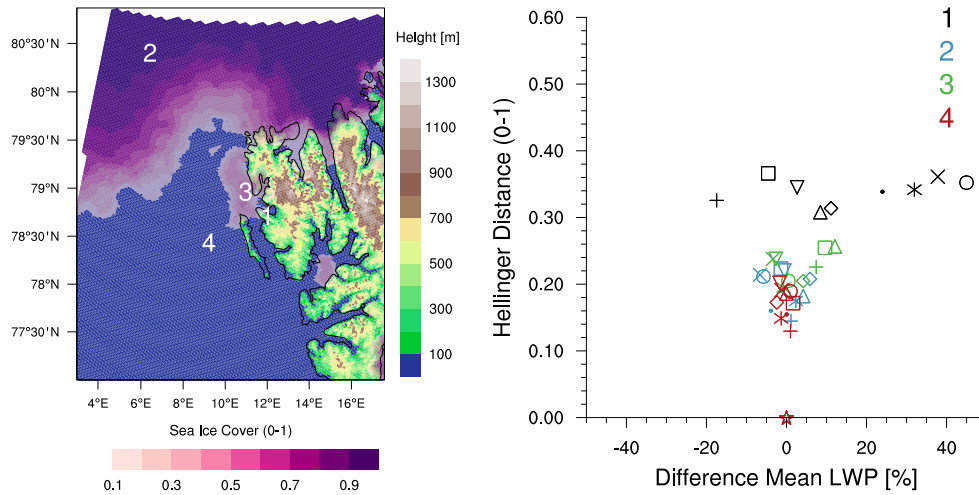 80°30'N
80°N
79°30'N
79°N
78°30'N
78°N
77°30'N
2
3
1
4
4°E 6°E 8°E 10°E 12°E 14°E 16°E
Height [m]
1300
1100
900
700
500
300
100
Sea Ice Cover (0-1)
0.1 0.3 0.5 0.7 0.9
Hellinger Distance (0-1)
0.60
0.50
0.40
0.30
0.20
0.10
0.00
1
2
3
4
-40 -20 0 20 40
Difference Mean LWP [%]